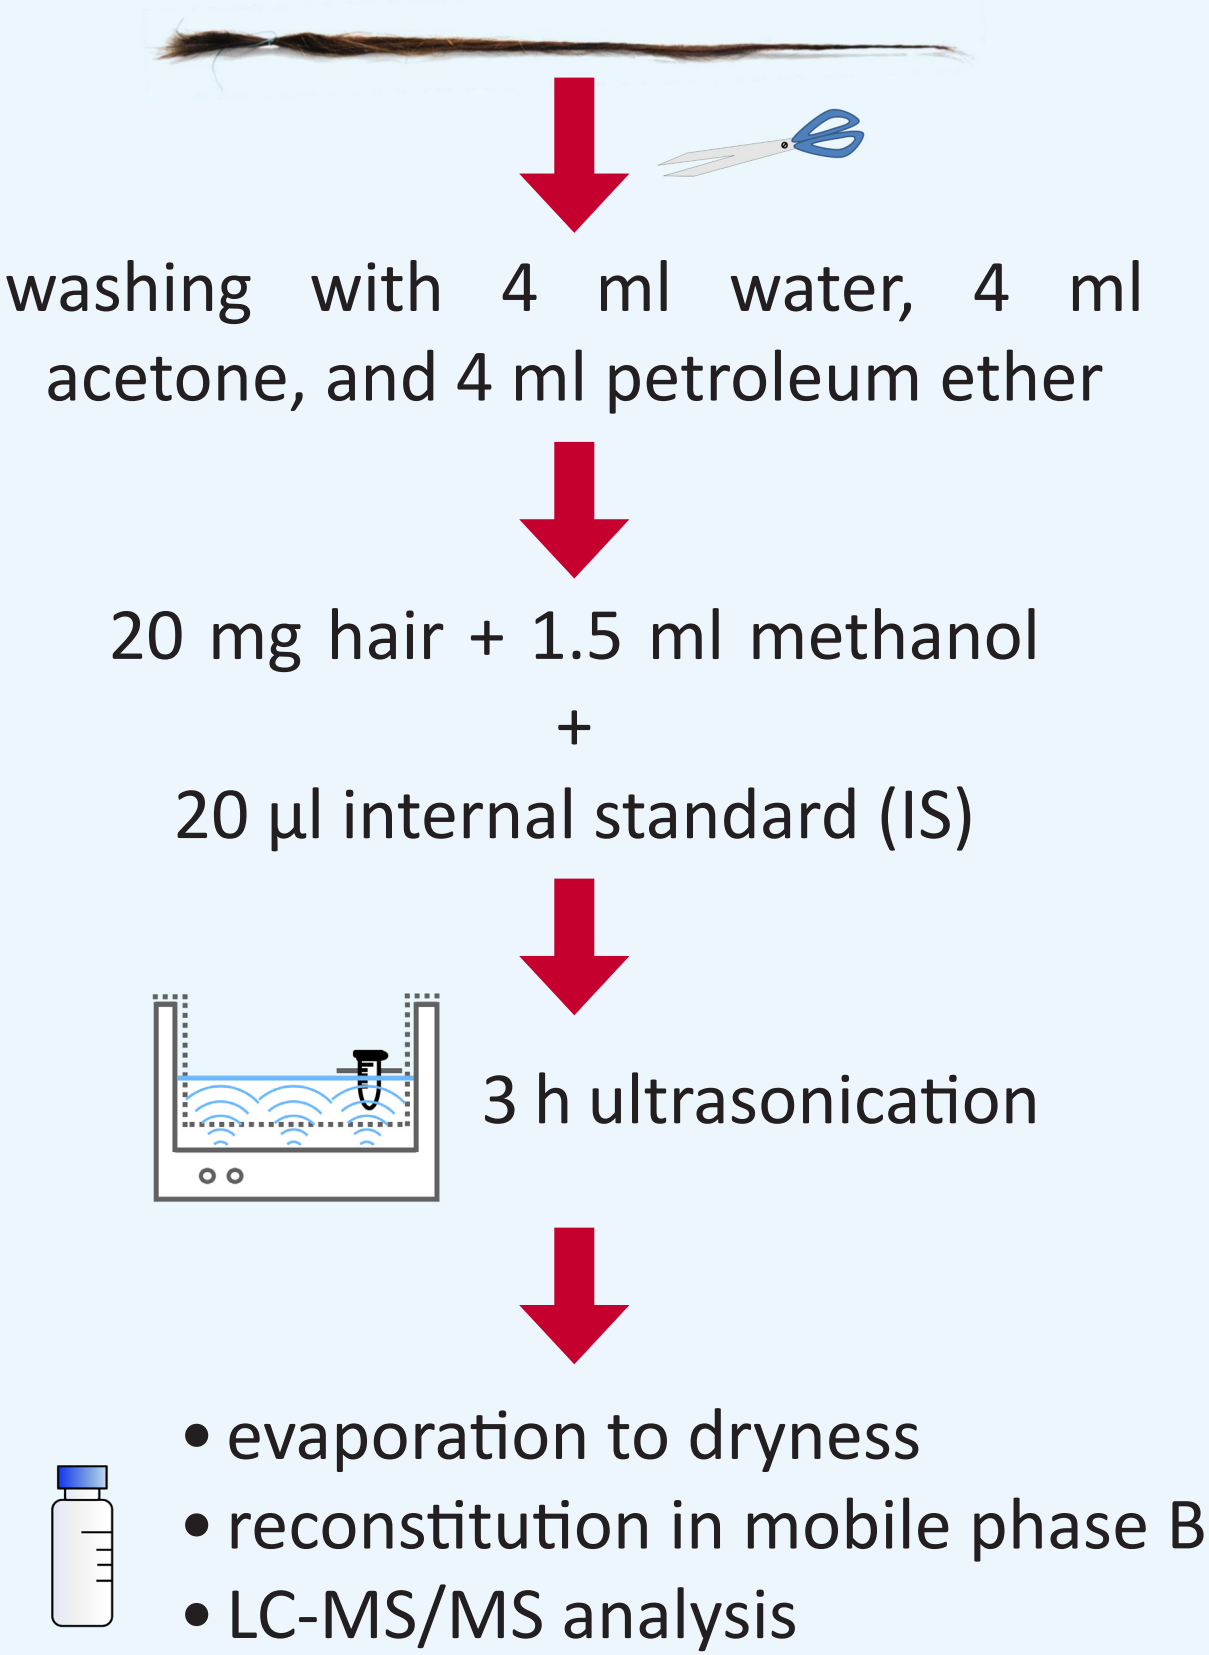 washing with 4 ml water, 4 ml
acetone, and 4 ml petroleum ether
20 mg hair + 1.5 ml methanol
+
20 µl internal standard (IS)
3 h ultrasonication
• evaporation to dryness
• reconstitution in mobile phase B
• LC-MS/MS analysis